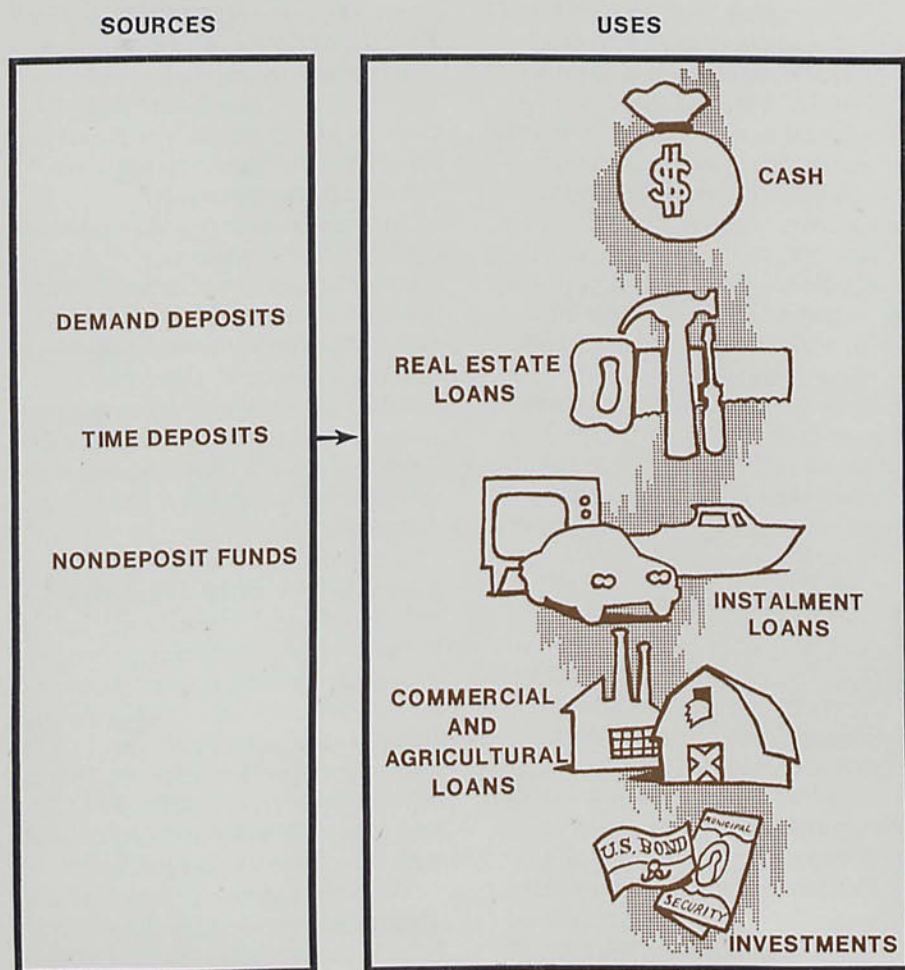 SOURCES
USES
DEMAND DEPOSITS
TIME DEPOSITS
NONDEPOSIT FUNDS
$
CASH
REAL ESTATE
LOANS
INSTALMENT
LOANS
COMMERCIAL
AND
AGRICULTURAL
LOANS
U.S. BOND
MUNICIPAL
SECURITY
INVESTMENTS